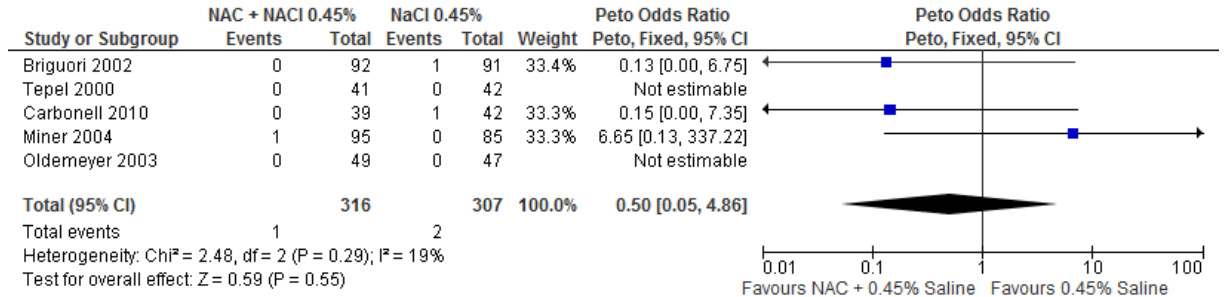 NAC + NACl 0.45% NaCl 0.45% Peto Odds Ratio Peto Odds Ratio
Study or Subgroup Events Total Events Total Weight Peto, Fixed, 95% CI Peto, Fixed, 95% CI
Briguori 2002 0 92 1 91 33.4% 0.13 [0.00, 6.75]
Tepel 2000 0 41 0 42 Not estimable
Carbonell 2010 0 39 1 42 33.3% 0.15 [0.00, 7.35]
Miner 2004 1 95 0 85 33.3% 6.65 [0.13, 337.22]
Oldemeyer 2003 0 49 0 47 Not estimable
Total (95% CI) 316 307 100.0% 0.50 [0.05, 4.86]
Total events 1 2
Heterogeneity: Chi² = 2.48, df = 2 (P = 0.29); I² = 19%
Test for overall effect: Z = 0.59 (P = 0.55)
0.01 0.1 1 10 100
Favours NAC + 0.45% Saline Favours 0.45% Saline